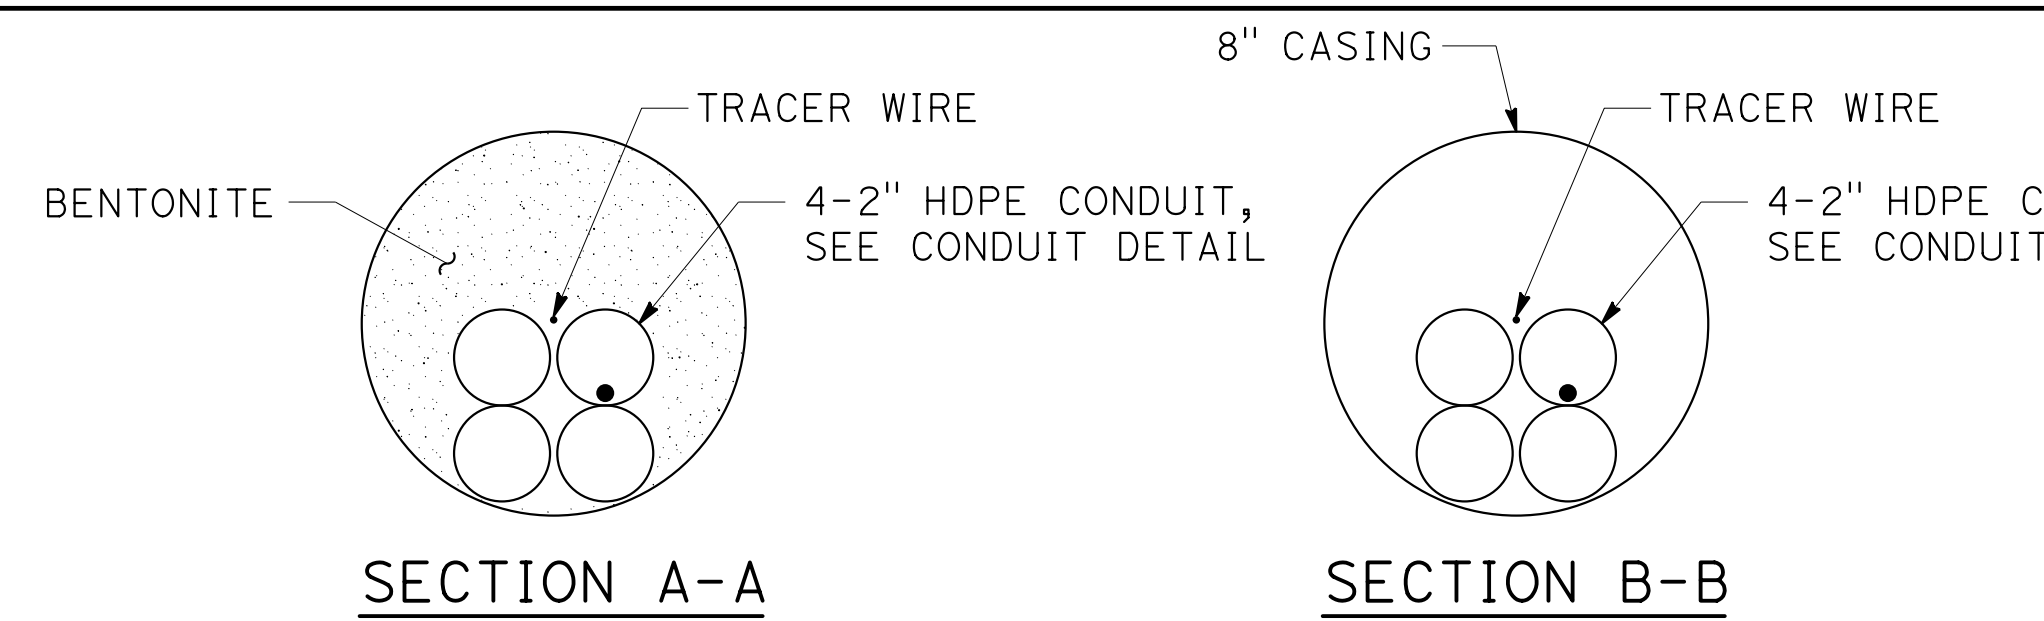 8" CASING
TRACER WIRE
BENTONITE
4-2" HDPE CONDUIT,
SEE CONDUIT DETAIL
SECTION A-A
TRACER WIRE
4-2" HDPE C
SEE CONDUIT
SECTION B-B